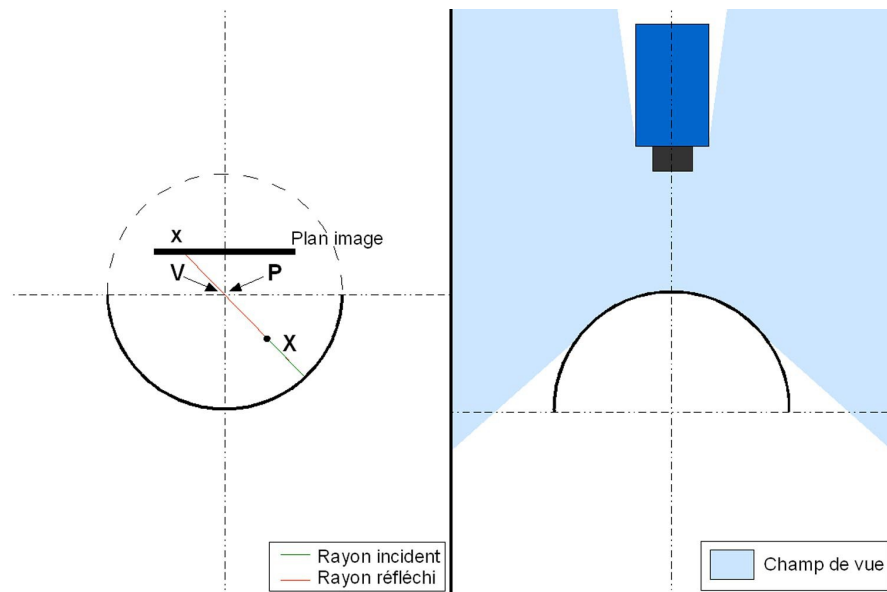 x
Plan image
V
P
X
Rayon incident
Rayon réfléchi
Champ de vue